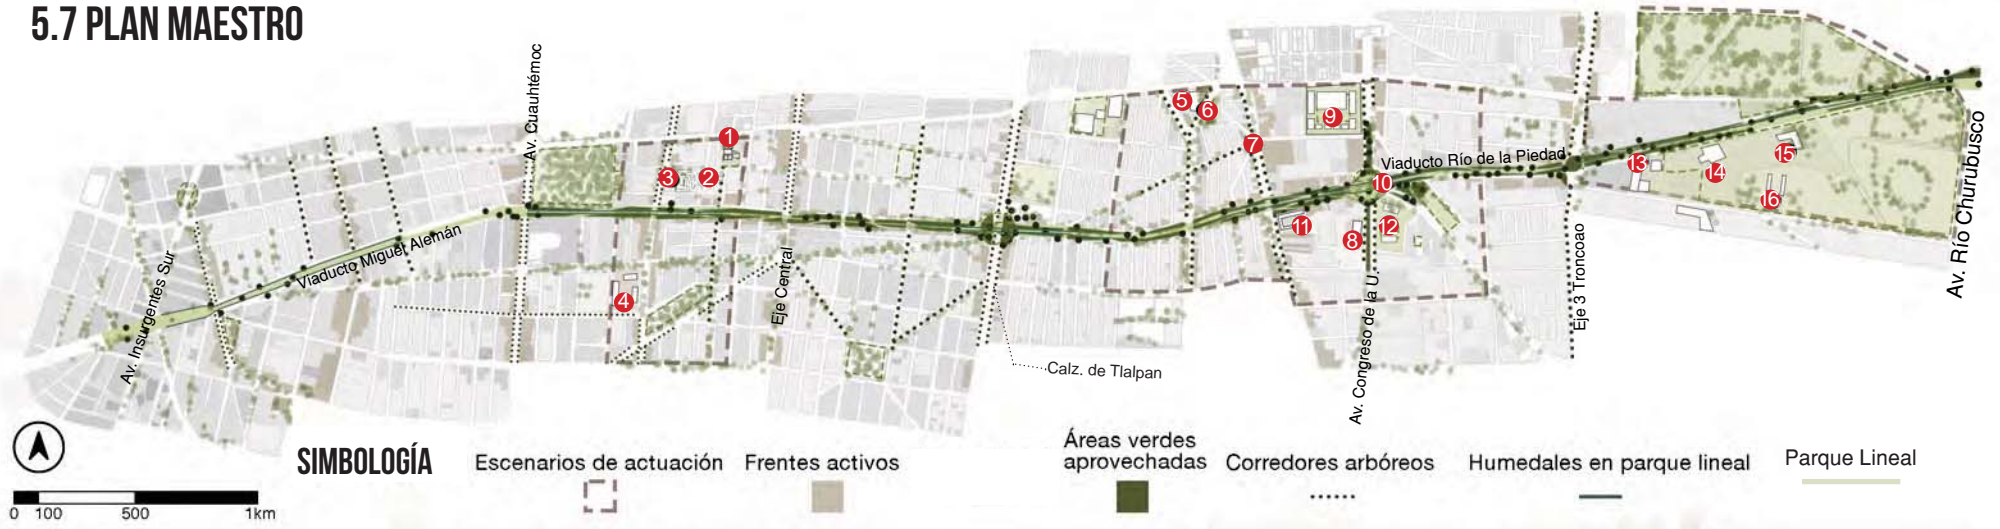 5.7 PLAN MAESTRO
Av. Insurgentes Sur
Viaducto Miguel Alemán
Av. Cuauhtémoc
1
2
3
4
Eje Central
Calz. de Tlalpan
5
6
7
9
Viaducto Río de la Piedad
10
11
8
12
Av. Congreso de la U.
Eje 3 Troncoao
13
14
15
16
Av. Río Churubusco
0 100 500 1km
SIMBOLOGÍA
Escenarios de actuación
Frentes activos
Áreas verdes
aprovechadas
Corredores arbóreos
Humedales en parque lineal
Parque Lineal